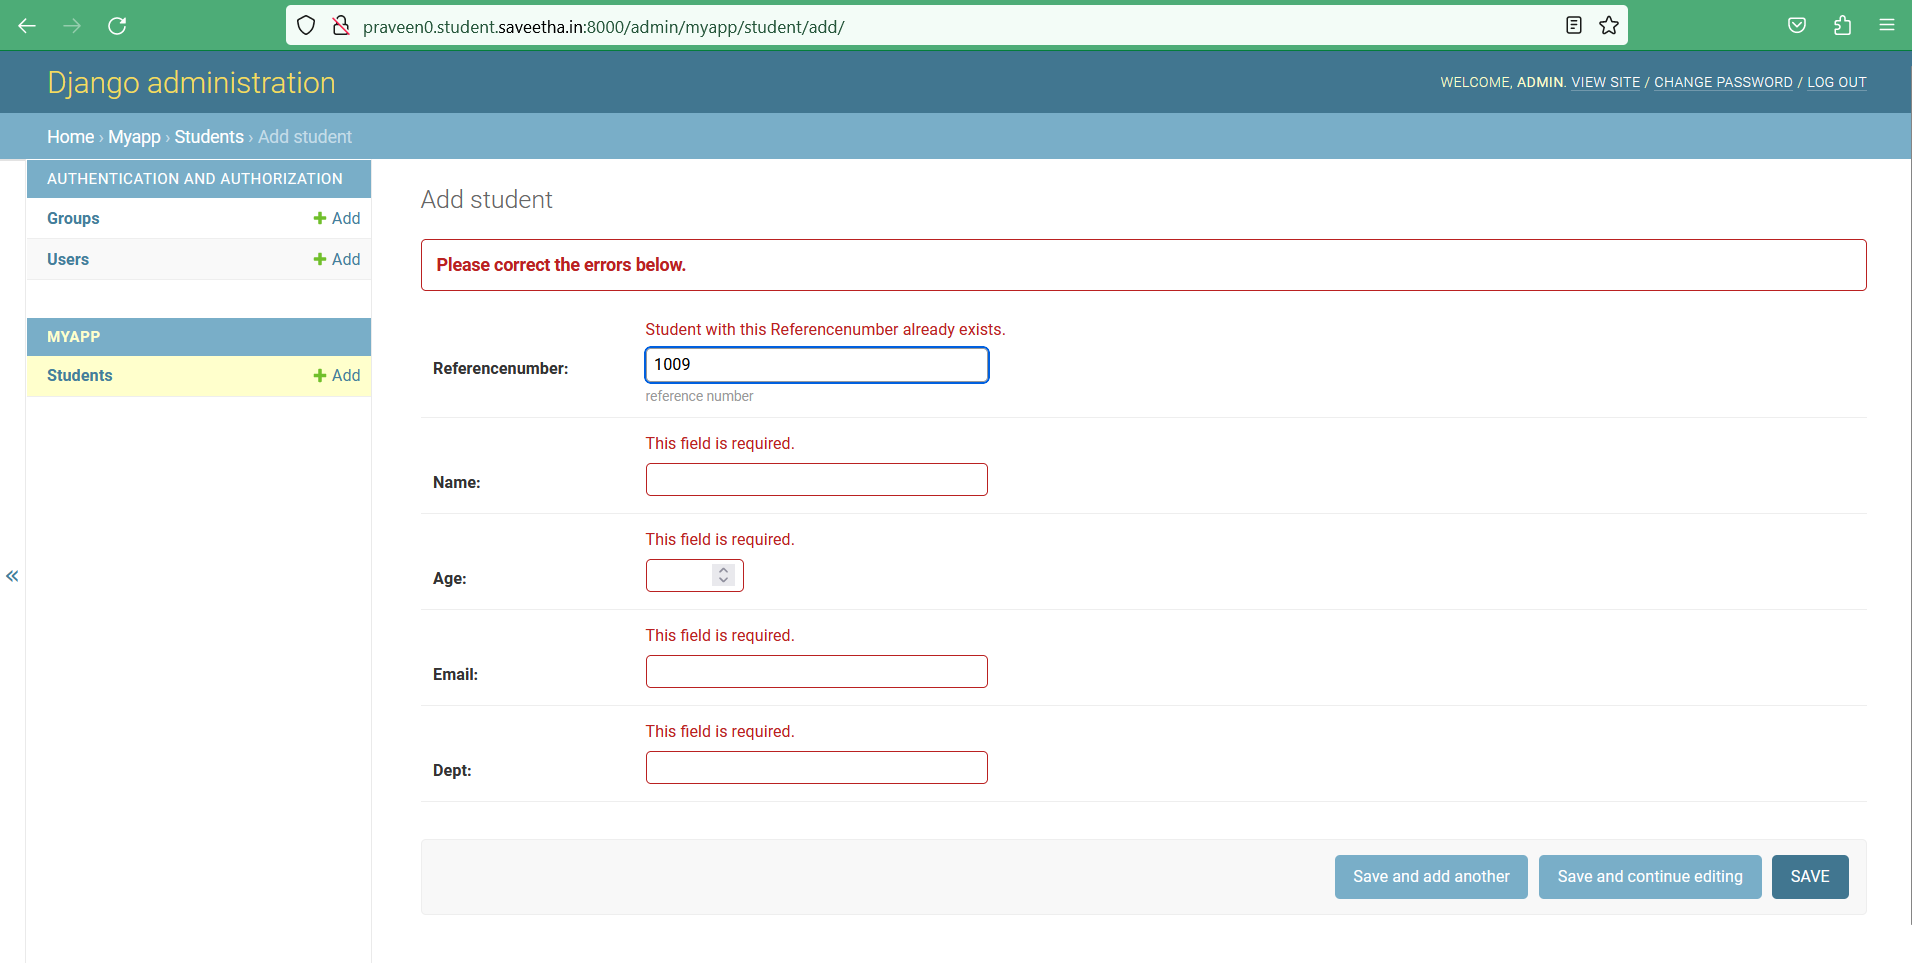 praveen0.student.saveetha.in:8000/admin/myapp/student/add/
Django administration
WELCOME, ADMIN. VIEW SITE / CHANGE PASSWORD / LOG OUT
Home › Myapp › Students › Add student
AUTHENTICATION AND AUTHORIZATION
Groups + Add
Users + Add
MYAPP
Students + Add
«
Add student
Please correct the errors below.
Student with this Referencenumber already exists.
Referencenumber: 1009
reference number
This field is required.
Name:
This field is required.
Age:
This field is required.
Email:
This field is required.
Dept:
Save and add another Save and continue editing SAVE